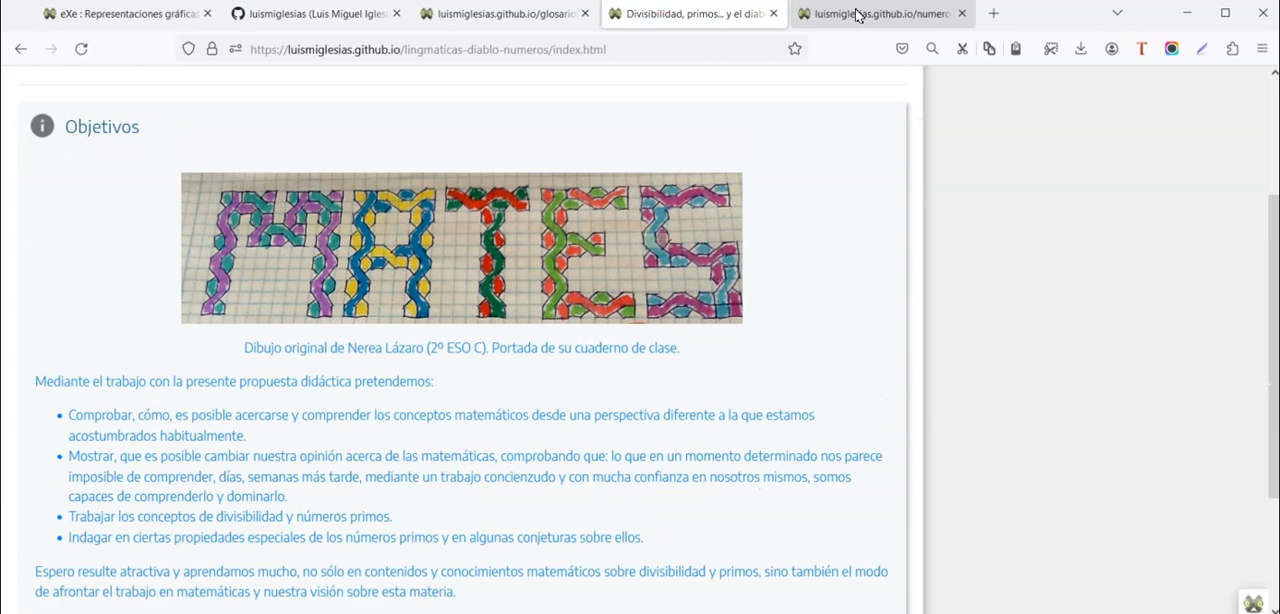 eXe : Representaciones gráficas
luismiglesias (Luis Miguel Igles
luismiglesias.github.io/glosario
Divisibilidad, primos... y el diab
luismiglesias.github.io/numero
https://luismiglesias.github.io/lingmaticas-diablo-numeros/index.html
Objetivos
MATES
Dibujo original de Nerea Lázaro (2º ESO C). Portada de su cuaderno de clase.
Mediante el trabajo con la presente propuesta didáctica pretendemos:
• Comprobar, cómo, es posible acercarse y comprender los conceptos matemáticos desde una perspectiva diferente a la que estamos
acostumbrados habitualmente.
• Mostrar, que es posible cambiar nuestra opinión acerca de las matemáticas, comprobando que: lo que en un momento determinado nos parece
imposible de comprender, días, semanas más tarde, mediante un trabajo concienzudo y con mucha confianza en nosotros mismos, somos
capaces de comprenderlo y dominarlo.
• Trabajar los conceptos de divisibilidad y números primos.
• Indagar en ciertas propiedades especiales de los números primos y en algunas conjeturas sobre ellos.
Espero resulte atractiva y aprendamos mucho, no sólo en contenidos y conocimientos matemáticos sobre divisibilidad y primos, sino también el modo
de afrontar el trabajo en matemáticas y nuestra visión sobre esta materia.